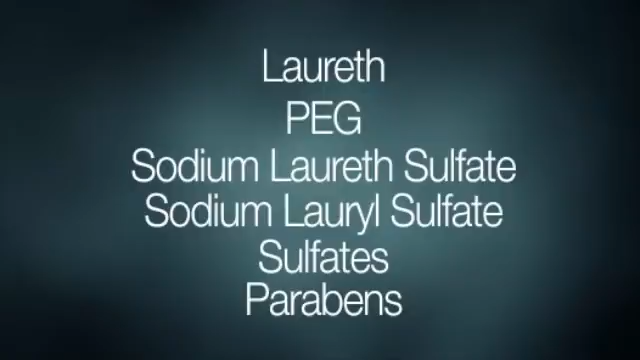 Laureth
PEG
Sodium Laureth Sulfate
Sodium Lauryl Sulfate
Sulfates
Parabens